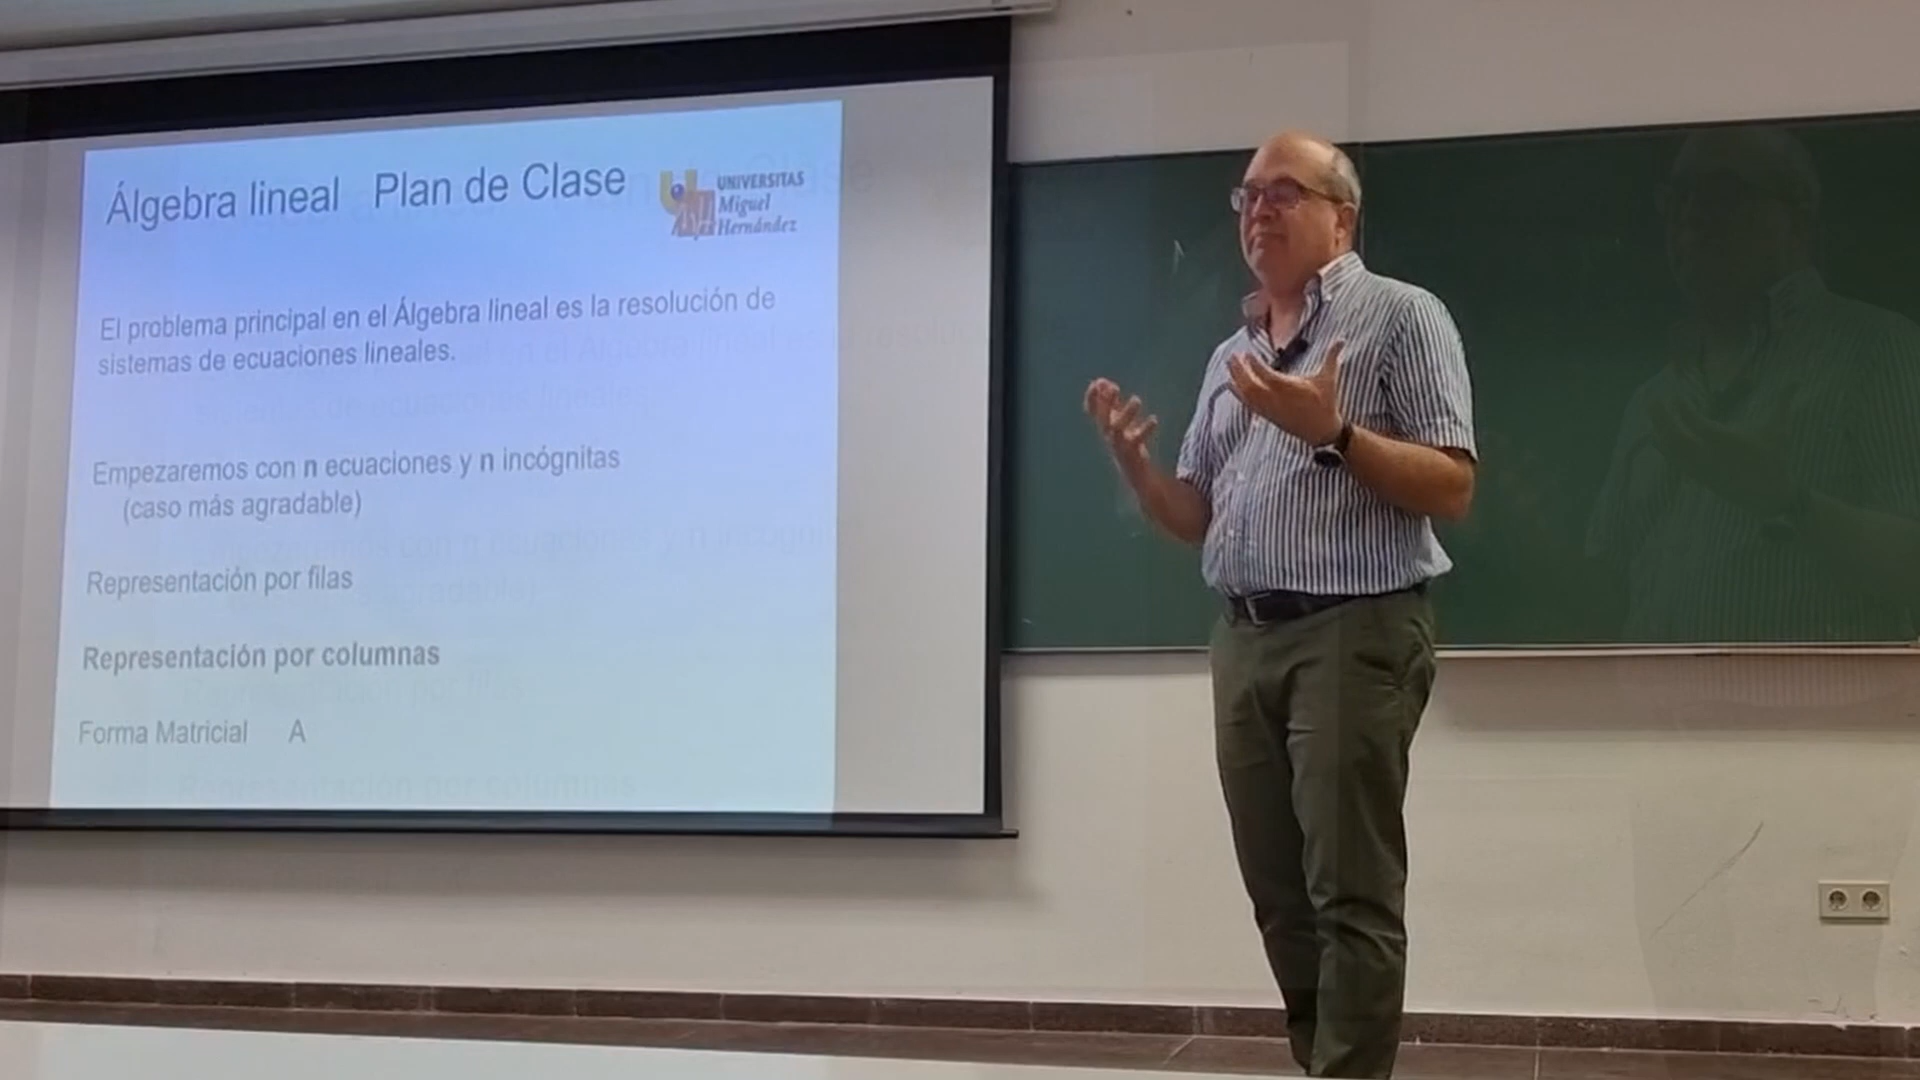 Álgebra lineal Plan de Clase
UNIVERSITAS
Miguel
Hernández
El problema principal en el Álgebra lineal es la resolución de
sistemas de ecuaciones lineales.
Empezaremos con n ecuaciones y n incógnitas
(caso más agradable)
Representación por filas
Representación por columnas
Forma Matricial A